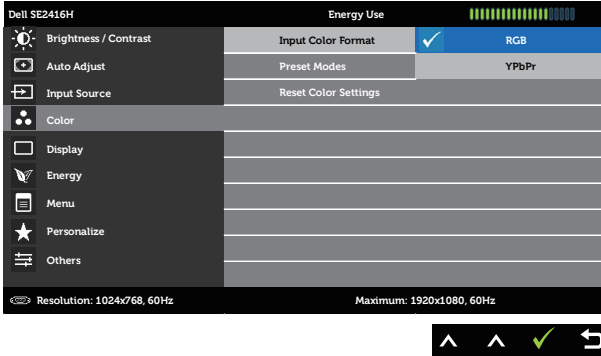 Dell SE2416H Energy Use
Brightness / Contrast Input Color Format RGB
Auto Adjust Preset Modes YPbPr
Input Source Reset Color Settings
Color
Display
Energy
Menu
Personalize
Others
Resolution: 1024x768, 60Hz Maximum: 1920x1080, 60Hz